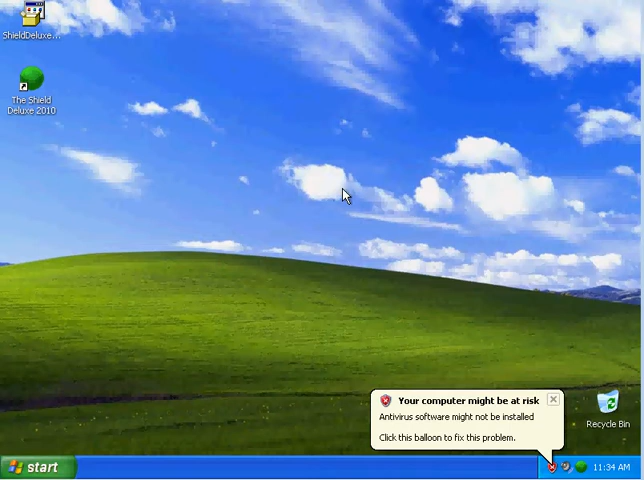 ShieldDeluxe...
The Shield
Deluxe 2010
Your computer might be at risk
Antivirus software might not be installed
Click this balloon to fix this problem.
Recycle Bin
start
11:34 AM